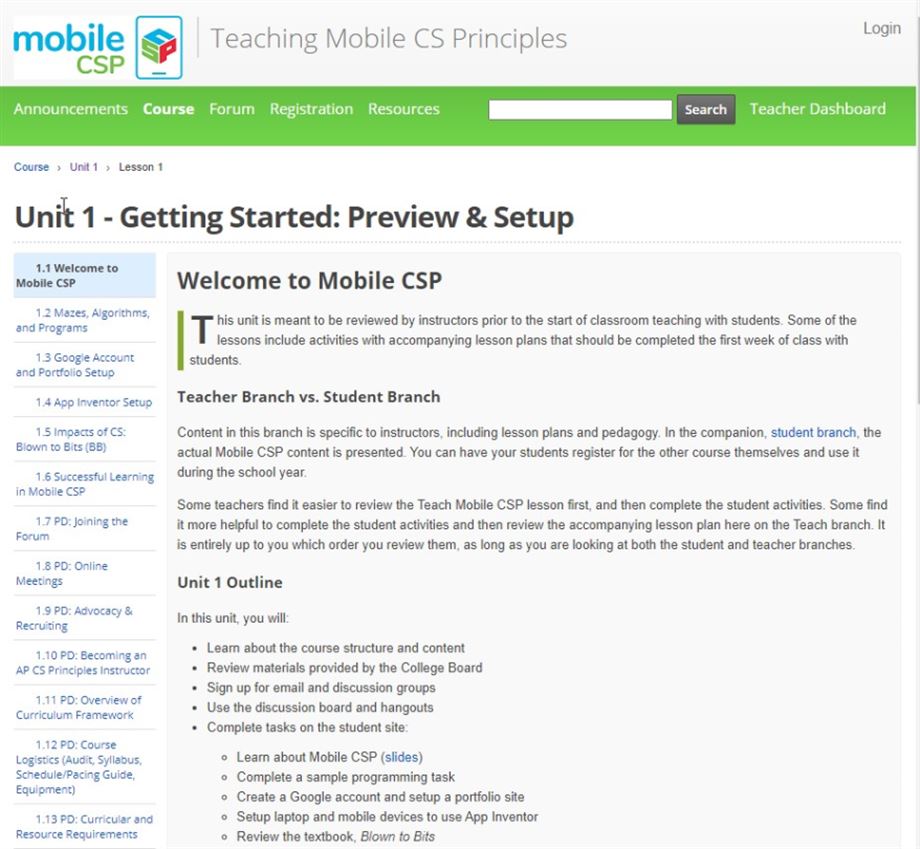 mobile
CSP
SP
Teaching Mobile CS Principles
Login
Announcements Course Forum Registration Resources Search Teacher Dashboard
Course › Unit 1 › Lesson 1
Unit 1 - Getting Started: Preview & Setup
1.1 Welcome to
Mobile CSP
1.2 Mazes, Algorithms,
and Programs
1.3 Google Account
and Portfolio Setup
1.4 App Inventor Setup
1.5 Impacts of CS:
Blown to Bits (BB)
1.6 Successful Learning
in Mobile CSP
1.7 PD: Joining the
Forum
1.8 PD: Online
Meetings
1.9 PD: Advocacy &
Recruiting
1.10 PD: Becoming an
AP CS Principles Instructor
1.11 PD: Overview of
Curriculum Framework
1.12 PD: Course
Logistics (Audit, Syllabus,
Schedule/Pacing Guide,
Equipment)
1.13 PD: Curricular and
Resource Requirements
Welcome to Mobile CSP
This unit is meant to be reviewed by instructors prior to the start of classroom teaching with students. Some of the
lessons include activities with accompanying lesson plans that should be completed the first week of class with
students.
Teacher Branch vs. Student Branch
Content in this branch is specific to instructors, including lesson plans and pedagogy. In the companion, student branch, the
actual Mobile CSP content is presented. You can have your students register for the other course themselves and use it
during the school year.
Some teachers find it easier to review the Teach Mobile CSP lesson first, and then complete the student activities. Some find
it more helpful to complete the student activities and then review the accompanying lesson plan here on the Teach branch. It
is entirely up to you which order you review them, as long as you are looking at both the student and teacher branches.
Unit 1 Outline
In this unit, you will:
• Learn about the course structure and content
• Review materials provided by the College Board
• Sign up for email and discussion groups
• Use the discussion board and hangouts
• Complete tasks on the student site:
◦ Learn about Mobile CSP (slides)
◦ Complete a sample programming task
◦ Create a Google account and setup a portfolio site
◦ Setup laptop and mobile devices to use App Inventor
◦ Review the textbook, Blown to Bits